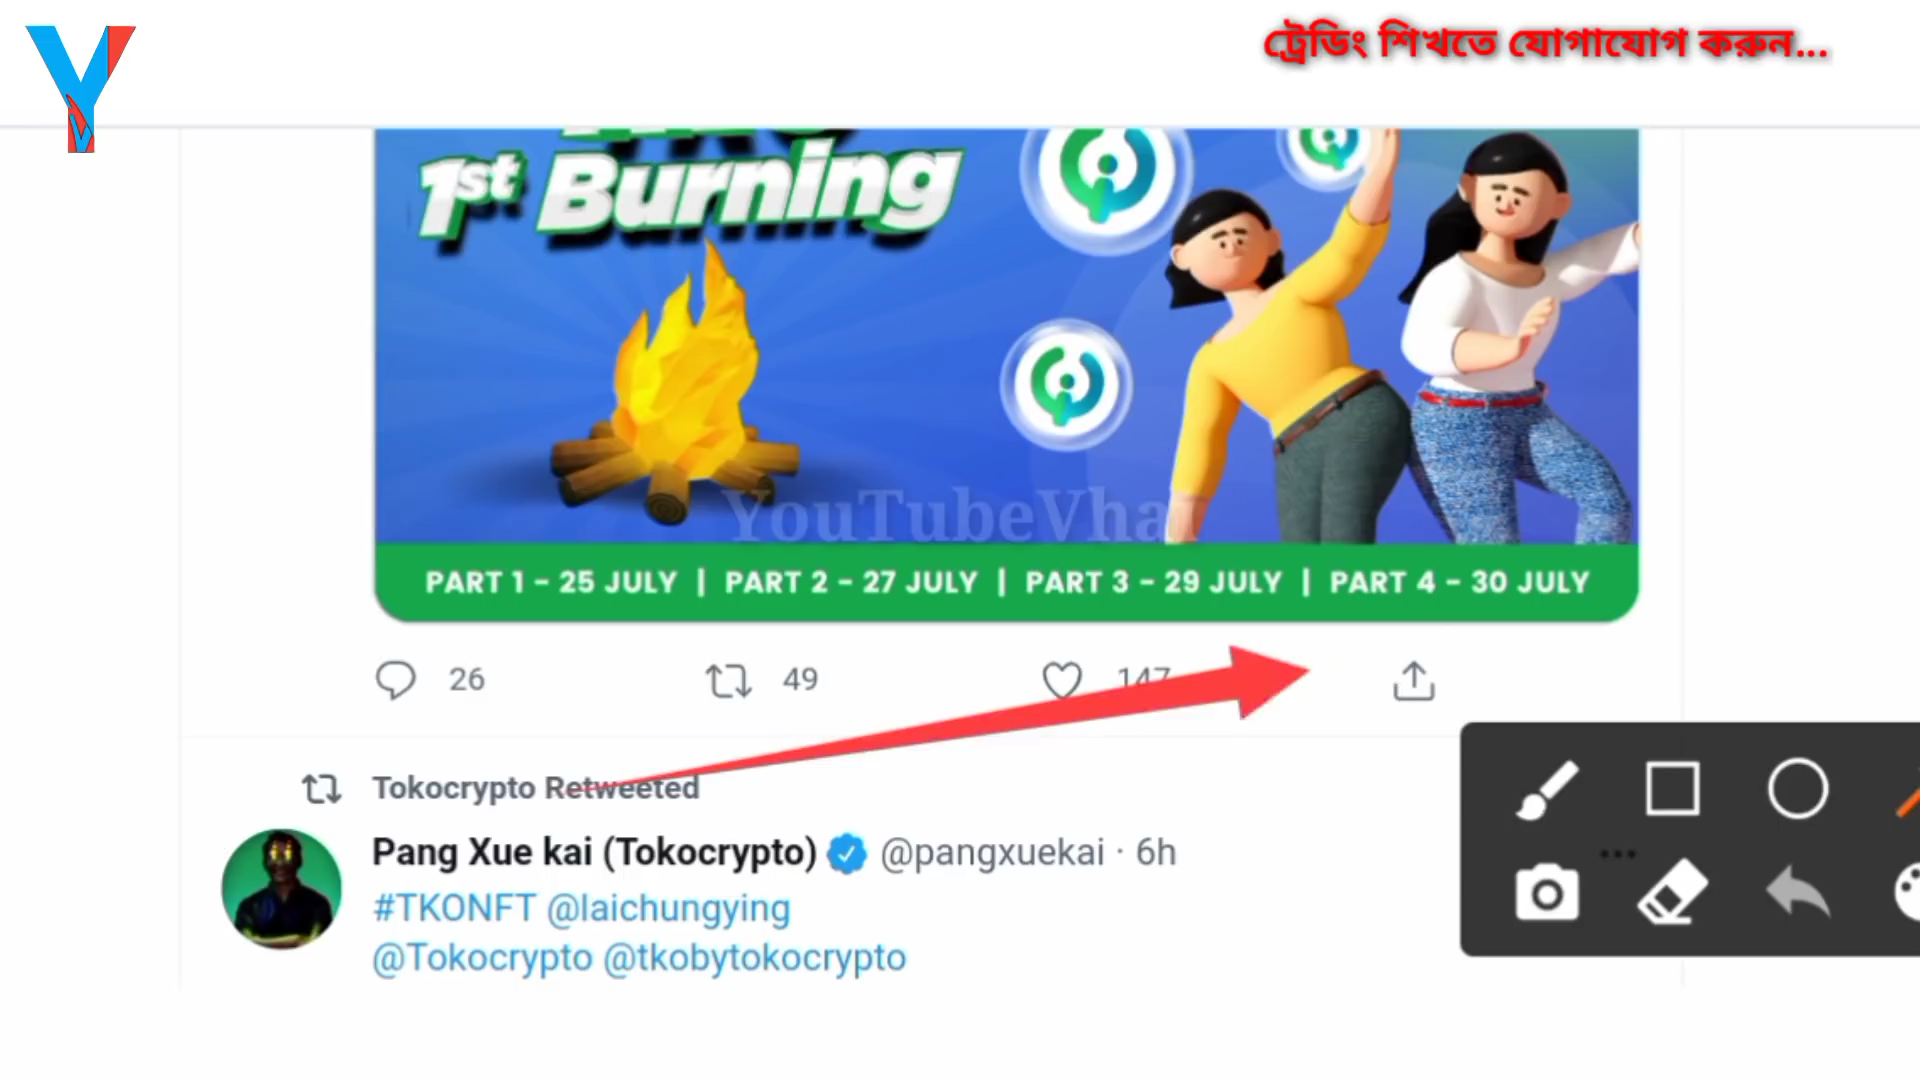 ট্রেডিং শিখতে যোগাযোগ করুন...
1st Burning
YouTubeVhai
PART 1 - 25 JULY | PART 2 - 27 JULY | PART 3 - 29 JULY | PART 4 - 30 JULY
26 49 147
Tokocrypto Retweeted
Pang Xue kai (Tokocrypto) @pangxuekai · 6h
#TKONFT @laichungying
@Tokocrypto @tkobytokocrypto